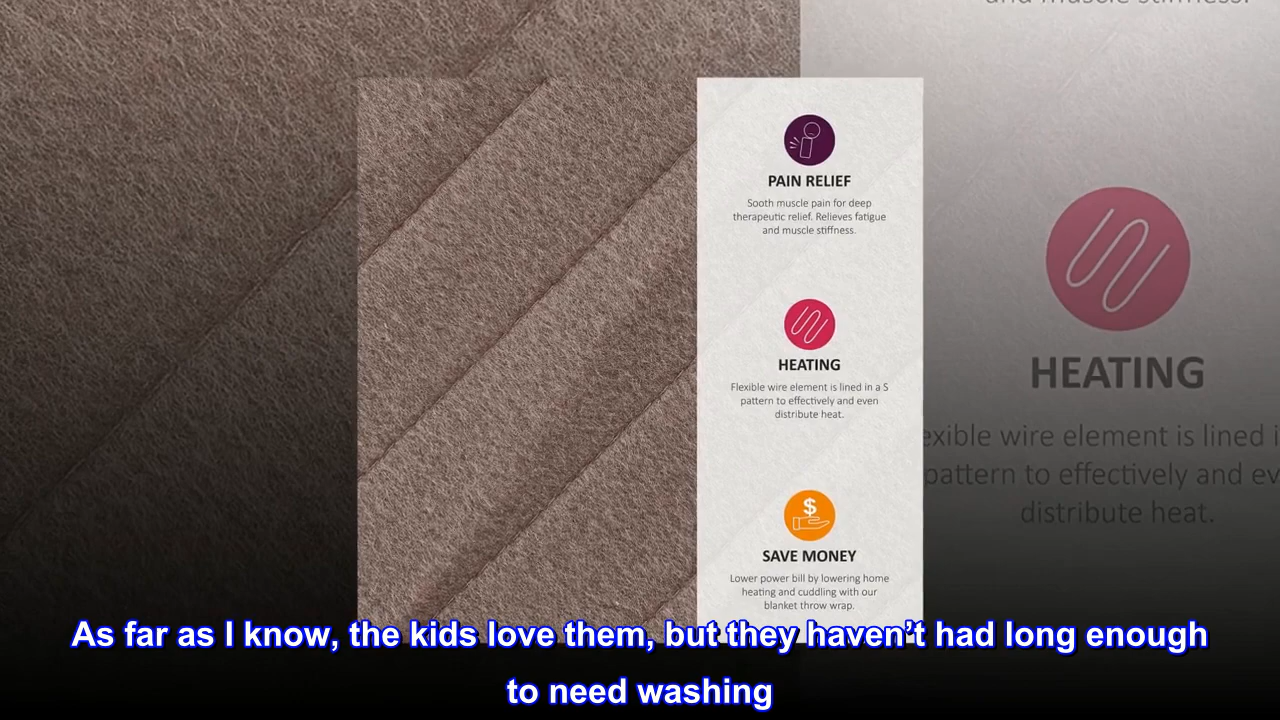 and muscle stiffness.
PAIN RELIEF
Sooth muscle pain for deep
therapeutic relief. Relieves fatigue
and muscle stiffness.
HEATING
Flexible wire element is lined in a S
pattern to effectively and even
distribute heat.
$
SAVE MONEY
Lower power bill by lowering home
heating and cuddling with our
blanket throw wrap.
HEATING
exible wire element is lined i
pattern to effectively and ev
distribute heat.
As far as I know, the kids love them, but they haven’t had long enough
to need washing